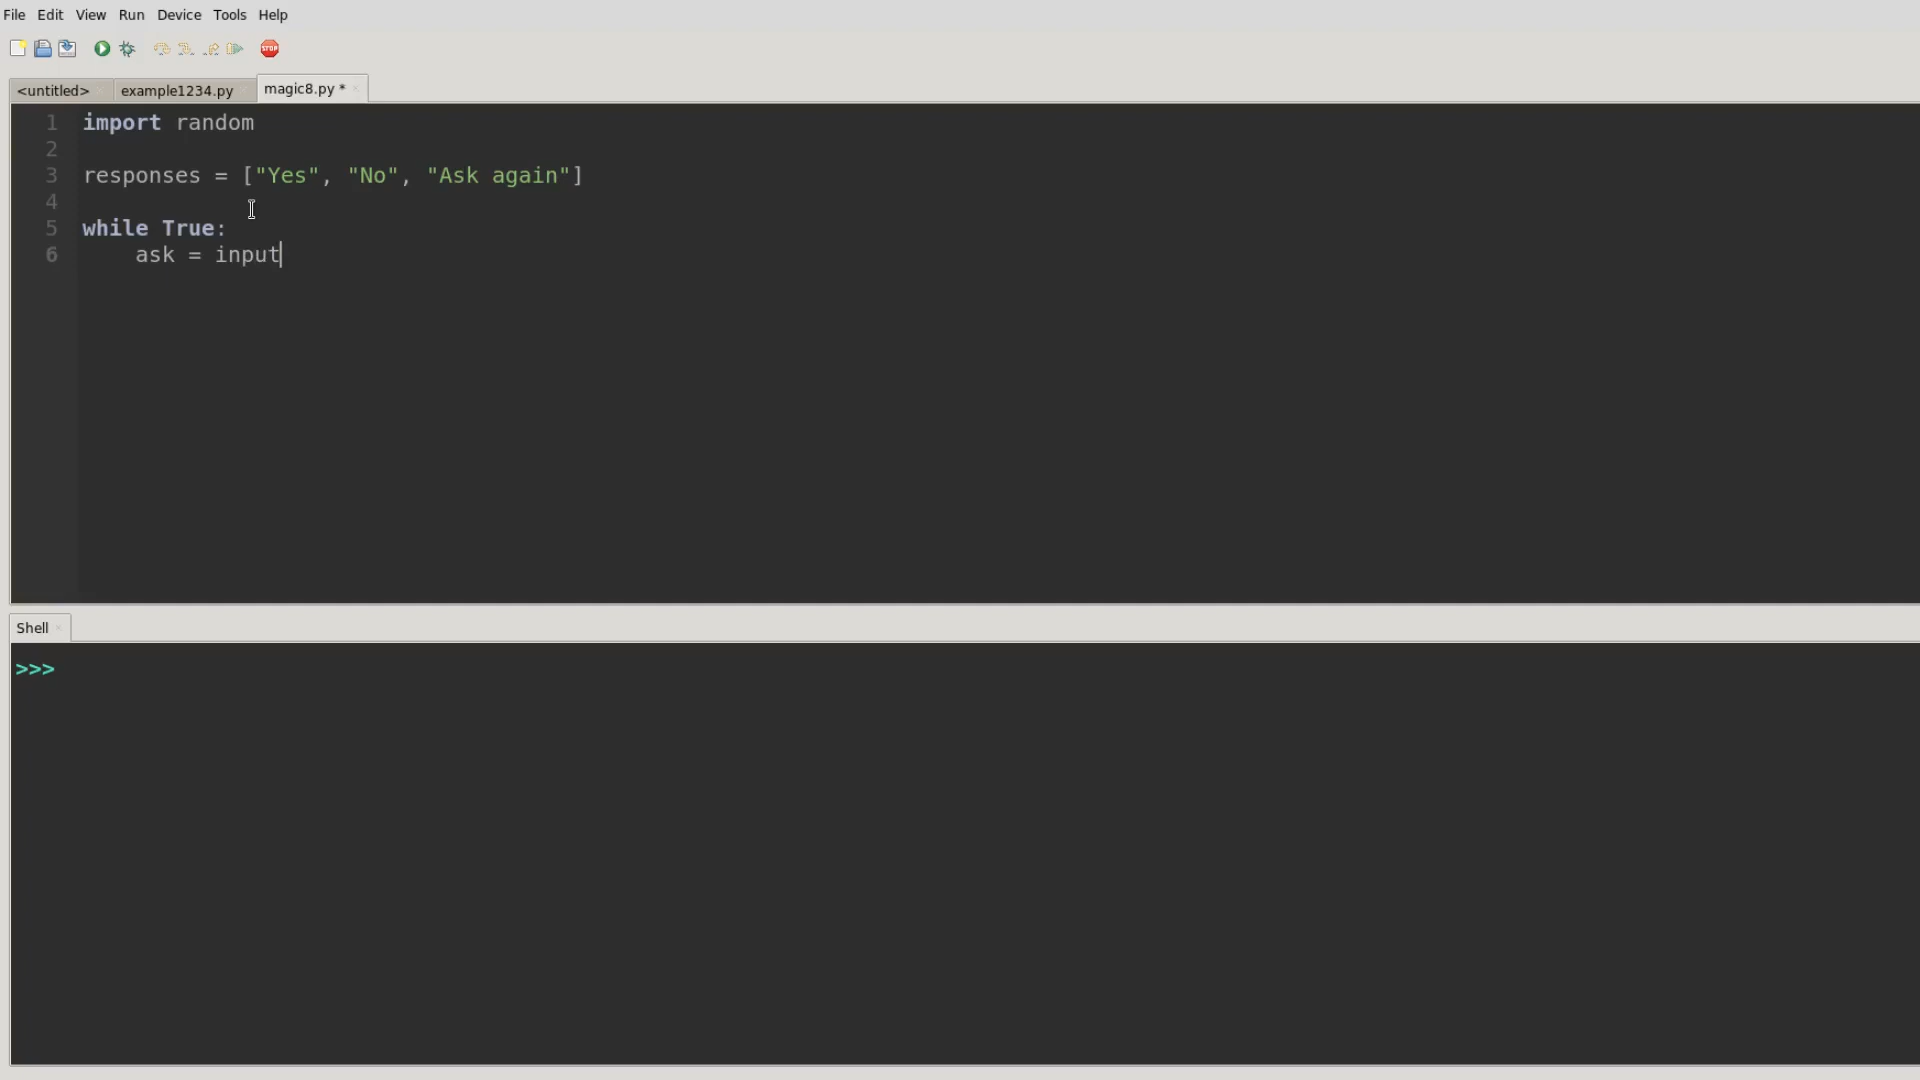 File Edit View Run Device Tools Help
STOP
<untitled> example1234.py magic8.py *
1 import random
2
3 responses = ["Yes", "No", "Ask again"]
4
5 while True:
6     ask = input
Shell
>>>